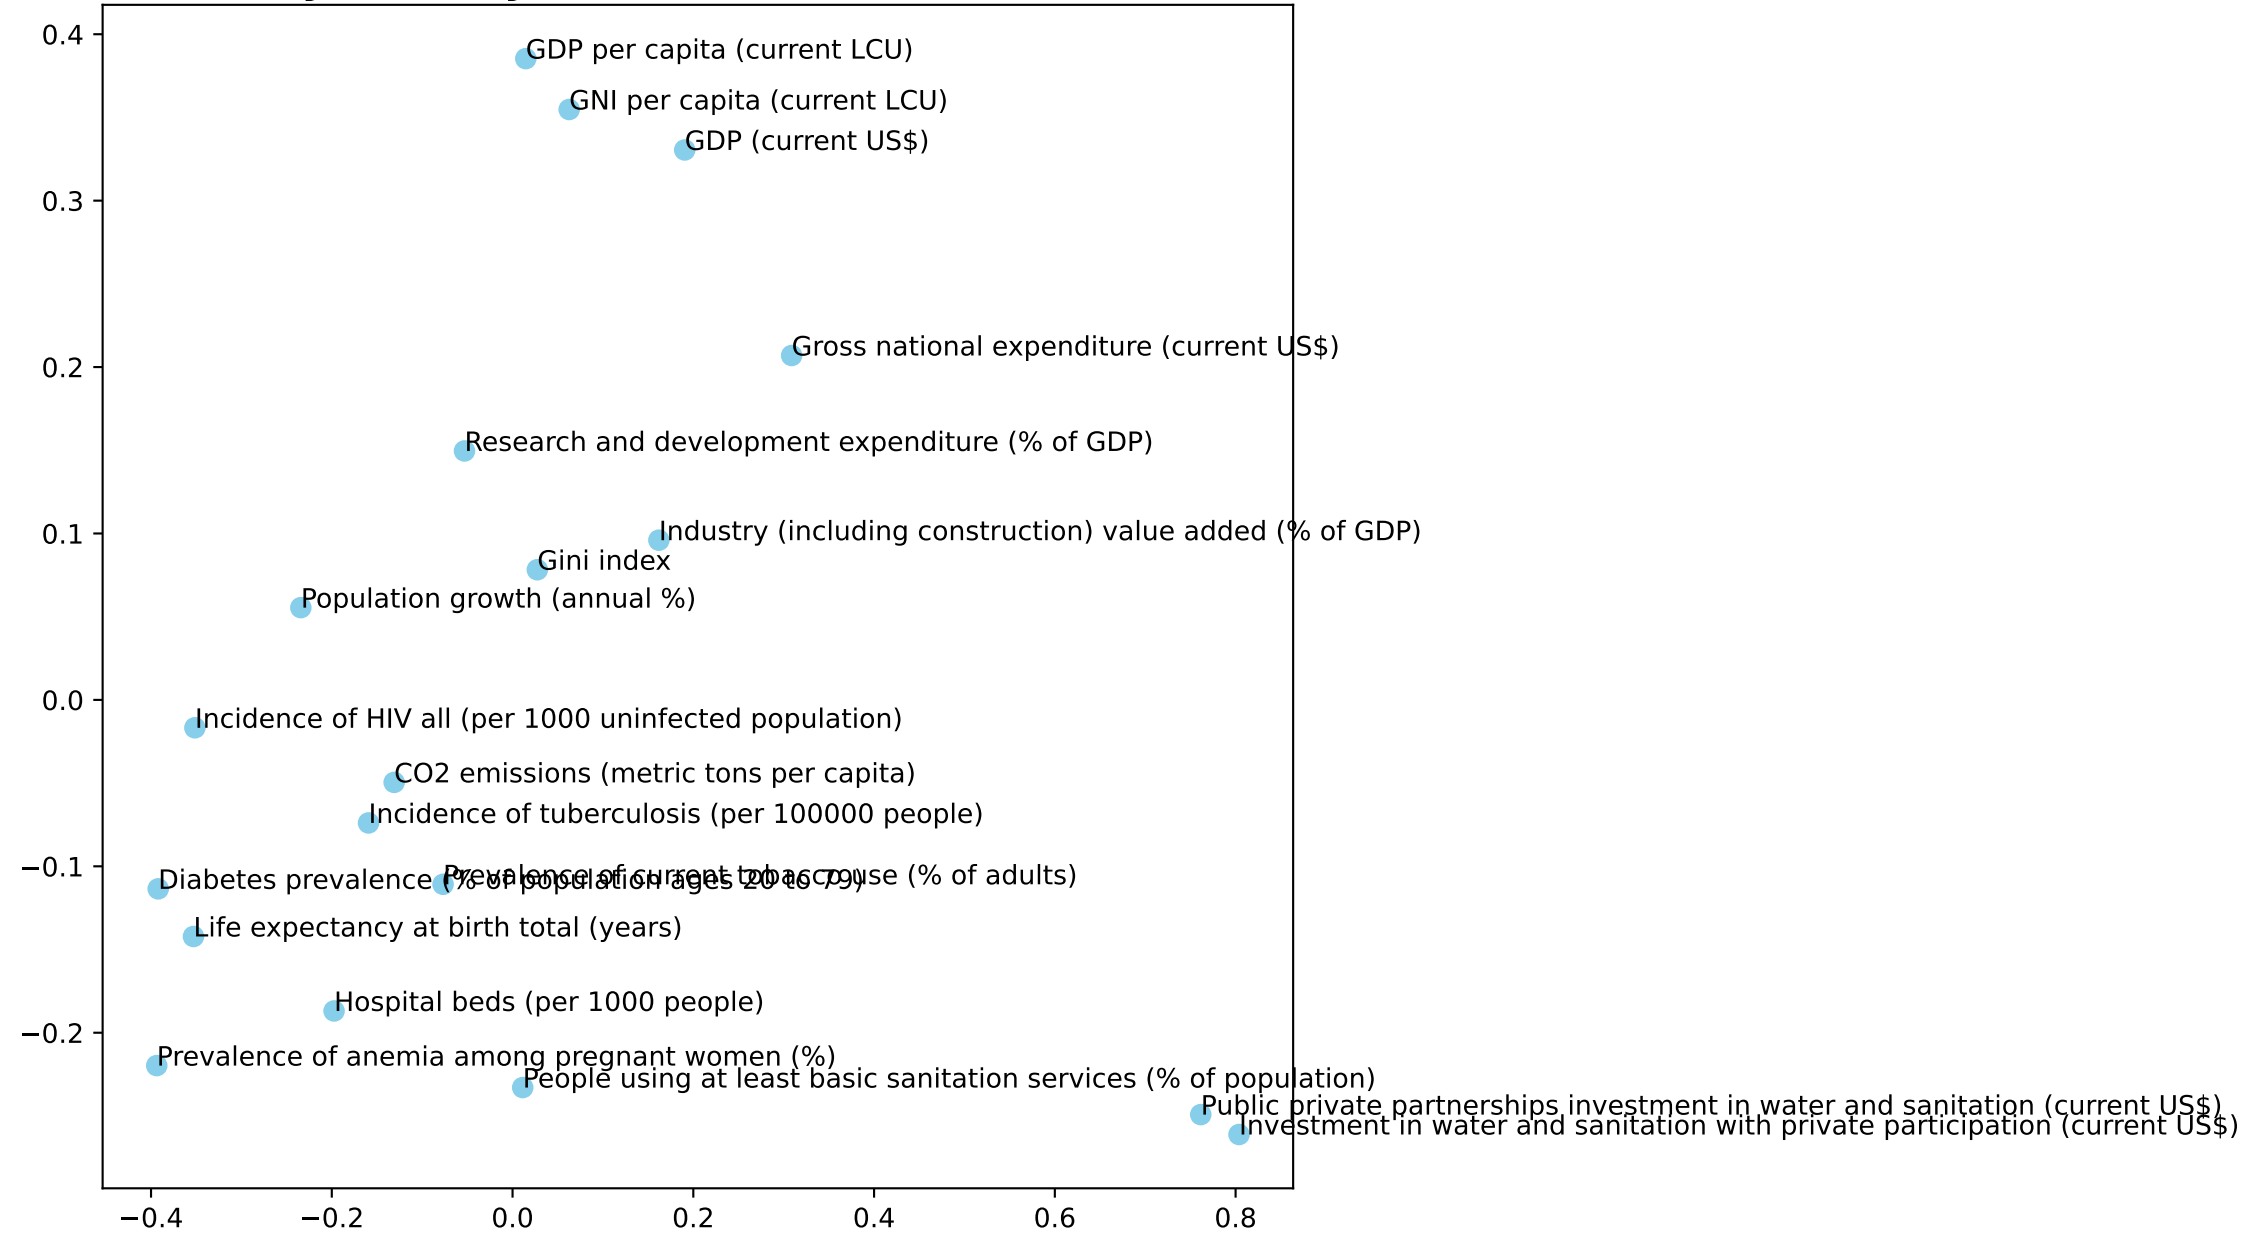 0.4
GDP per capita (current LCU)
GNI per capita (current LCU)
GDP (current US$)
0.3
0.2
Gross national expenditure (current US$)
Research and development expenditure (% of GDP)
0.1
Industry (including construction) value added (% of GDP)
Gini index
Population growth (annual %)
0.0
Incidence of HIV all (per 1000 uninfected population)
CO2 emissions (metric tons per capita)
Incidence of tuberculosis (per 100000 people)
−0.1
Prevalence of current tobacco use (% of adults)
Diabetes prevalence (% of population ages 20 to 79)
Life expectancy at birth total (years)
Hospital beds (per 1000 people)
−0.2
Prevalence of anemia among pregnant women (%)
People using at least basic sanitation services (% of population)
Public private partnerships investment in water and sanitation (current US$)
Investment in water and sanitation with private participation (current US$)
−0.4 −0.2 0.0 0.2 0.4 0.6 0.8